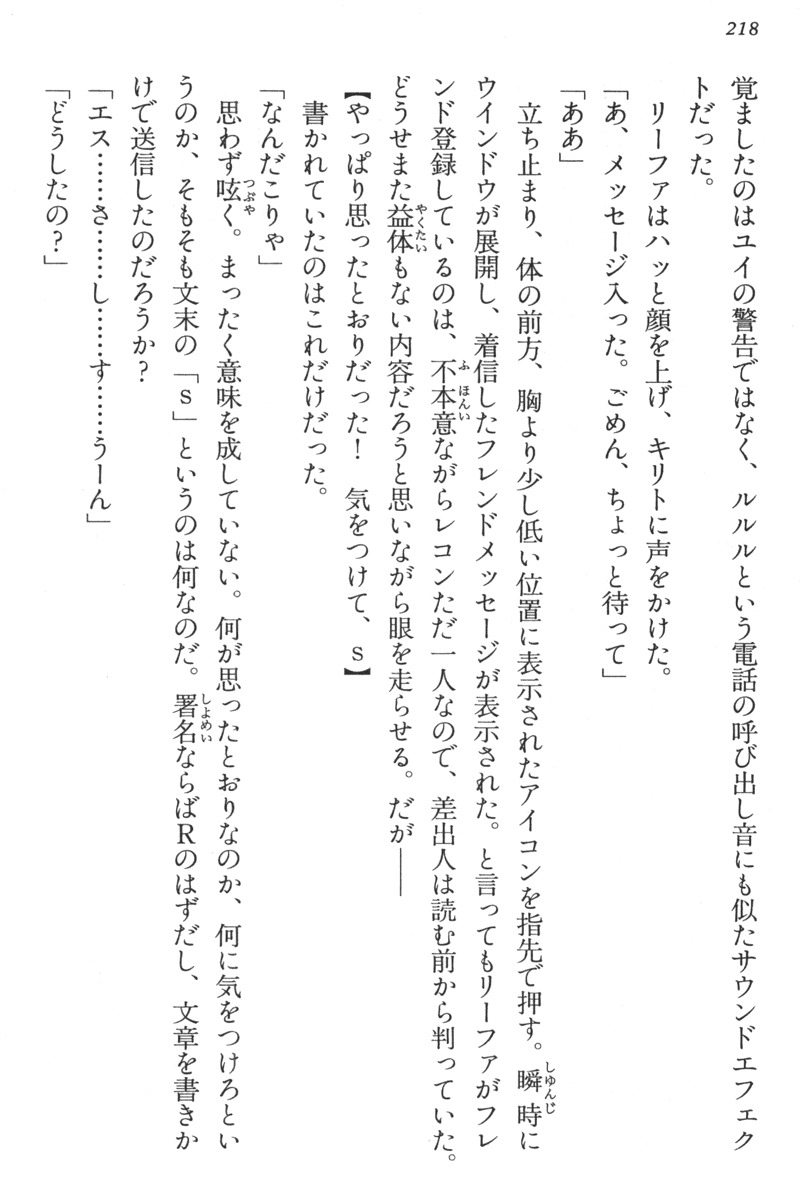 218
覚ましたのはユイの警告ではなく、ルルルという電話の呼び出し音にも似たサウンドエフェク
トだった。
リーファはハッと顔を上げ、キリトに声をかけた。
「あ、メッセージ入った。ごめん、ちょっと待って」
「ああ」
立ち止まり、体の前方、胸より少し低い位置に表示されたアイコンを指先で押す。瞬時に
ウインドウが展開し、着信したフレンドメッセージが表示された。と言ってもリーファがフレ
ンド登録しているのは、不本意ながらレコンただ一人なので、差出人は読む前から判っていた。
どうせまた益体もない内容だろうと思いながら眼を走らせる。だが――
【やっぱり思ったとおりだった！　気をつけて、s】
書かれていたのはこれだけだった。
「なんだこりゃ」
思わず呟く。まったく意味を成していない。何が思ったとおりなのか、何に気をつけろとい
うのか、そもそも文末の「s」というのは何なのだ。署名ならばRのはずだし、文章を書きか
けで送信したのだろうか？
「エス……さ……し……す……うーん」
「どうしたの？」